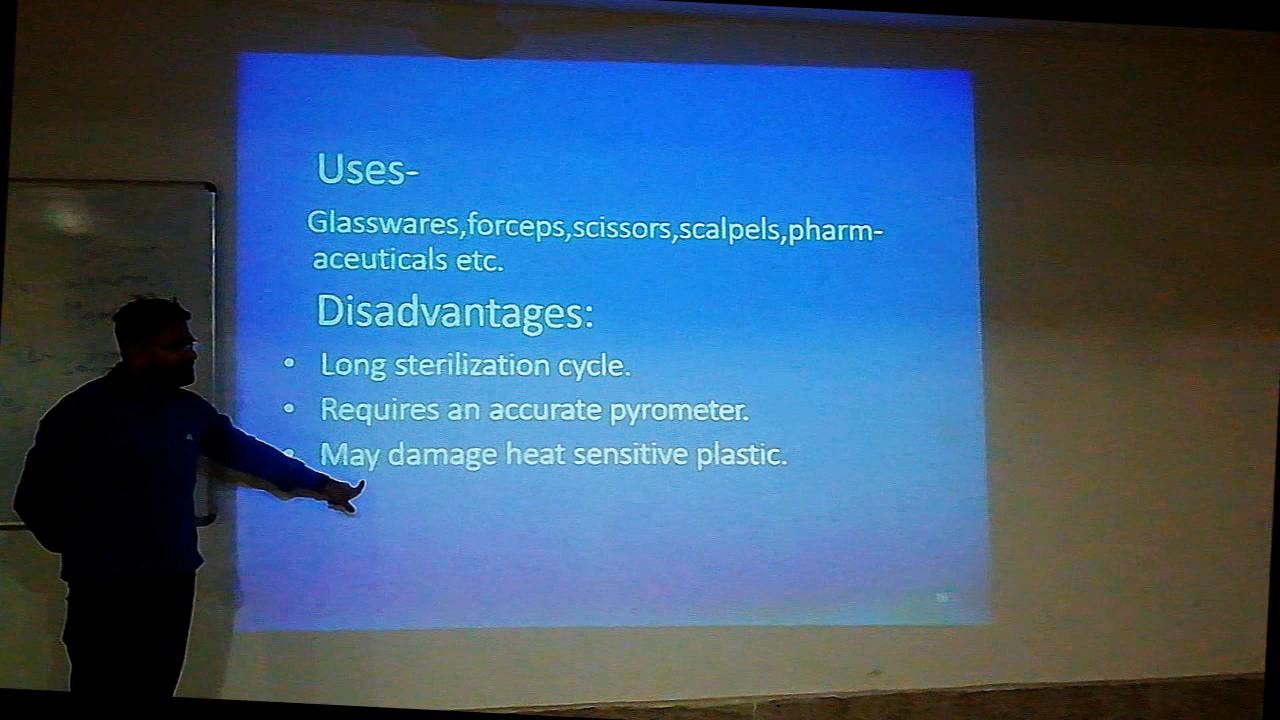 Uses-
Glasswares,forceps,scissors,scalpels,pharm-
aceuticals etc.
Disadvantages:
• Long sterilization cycle.
• Requires an accurate pyrometer.
• May damage heat sensitive plastic.